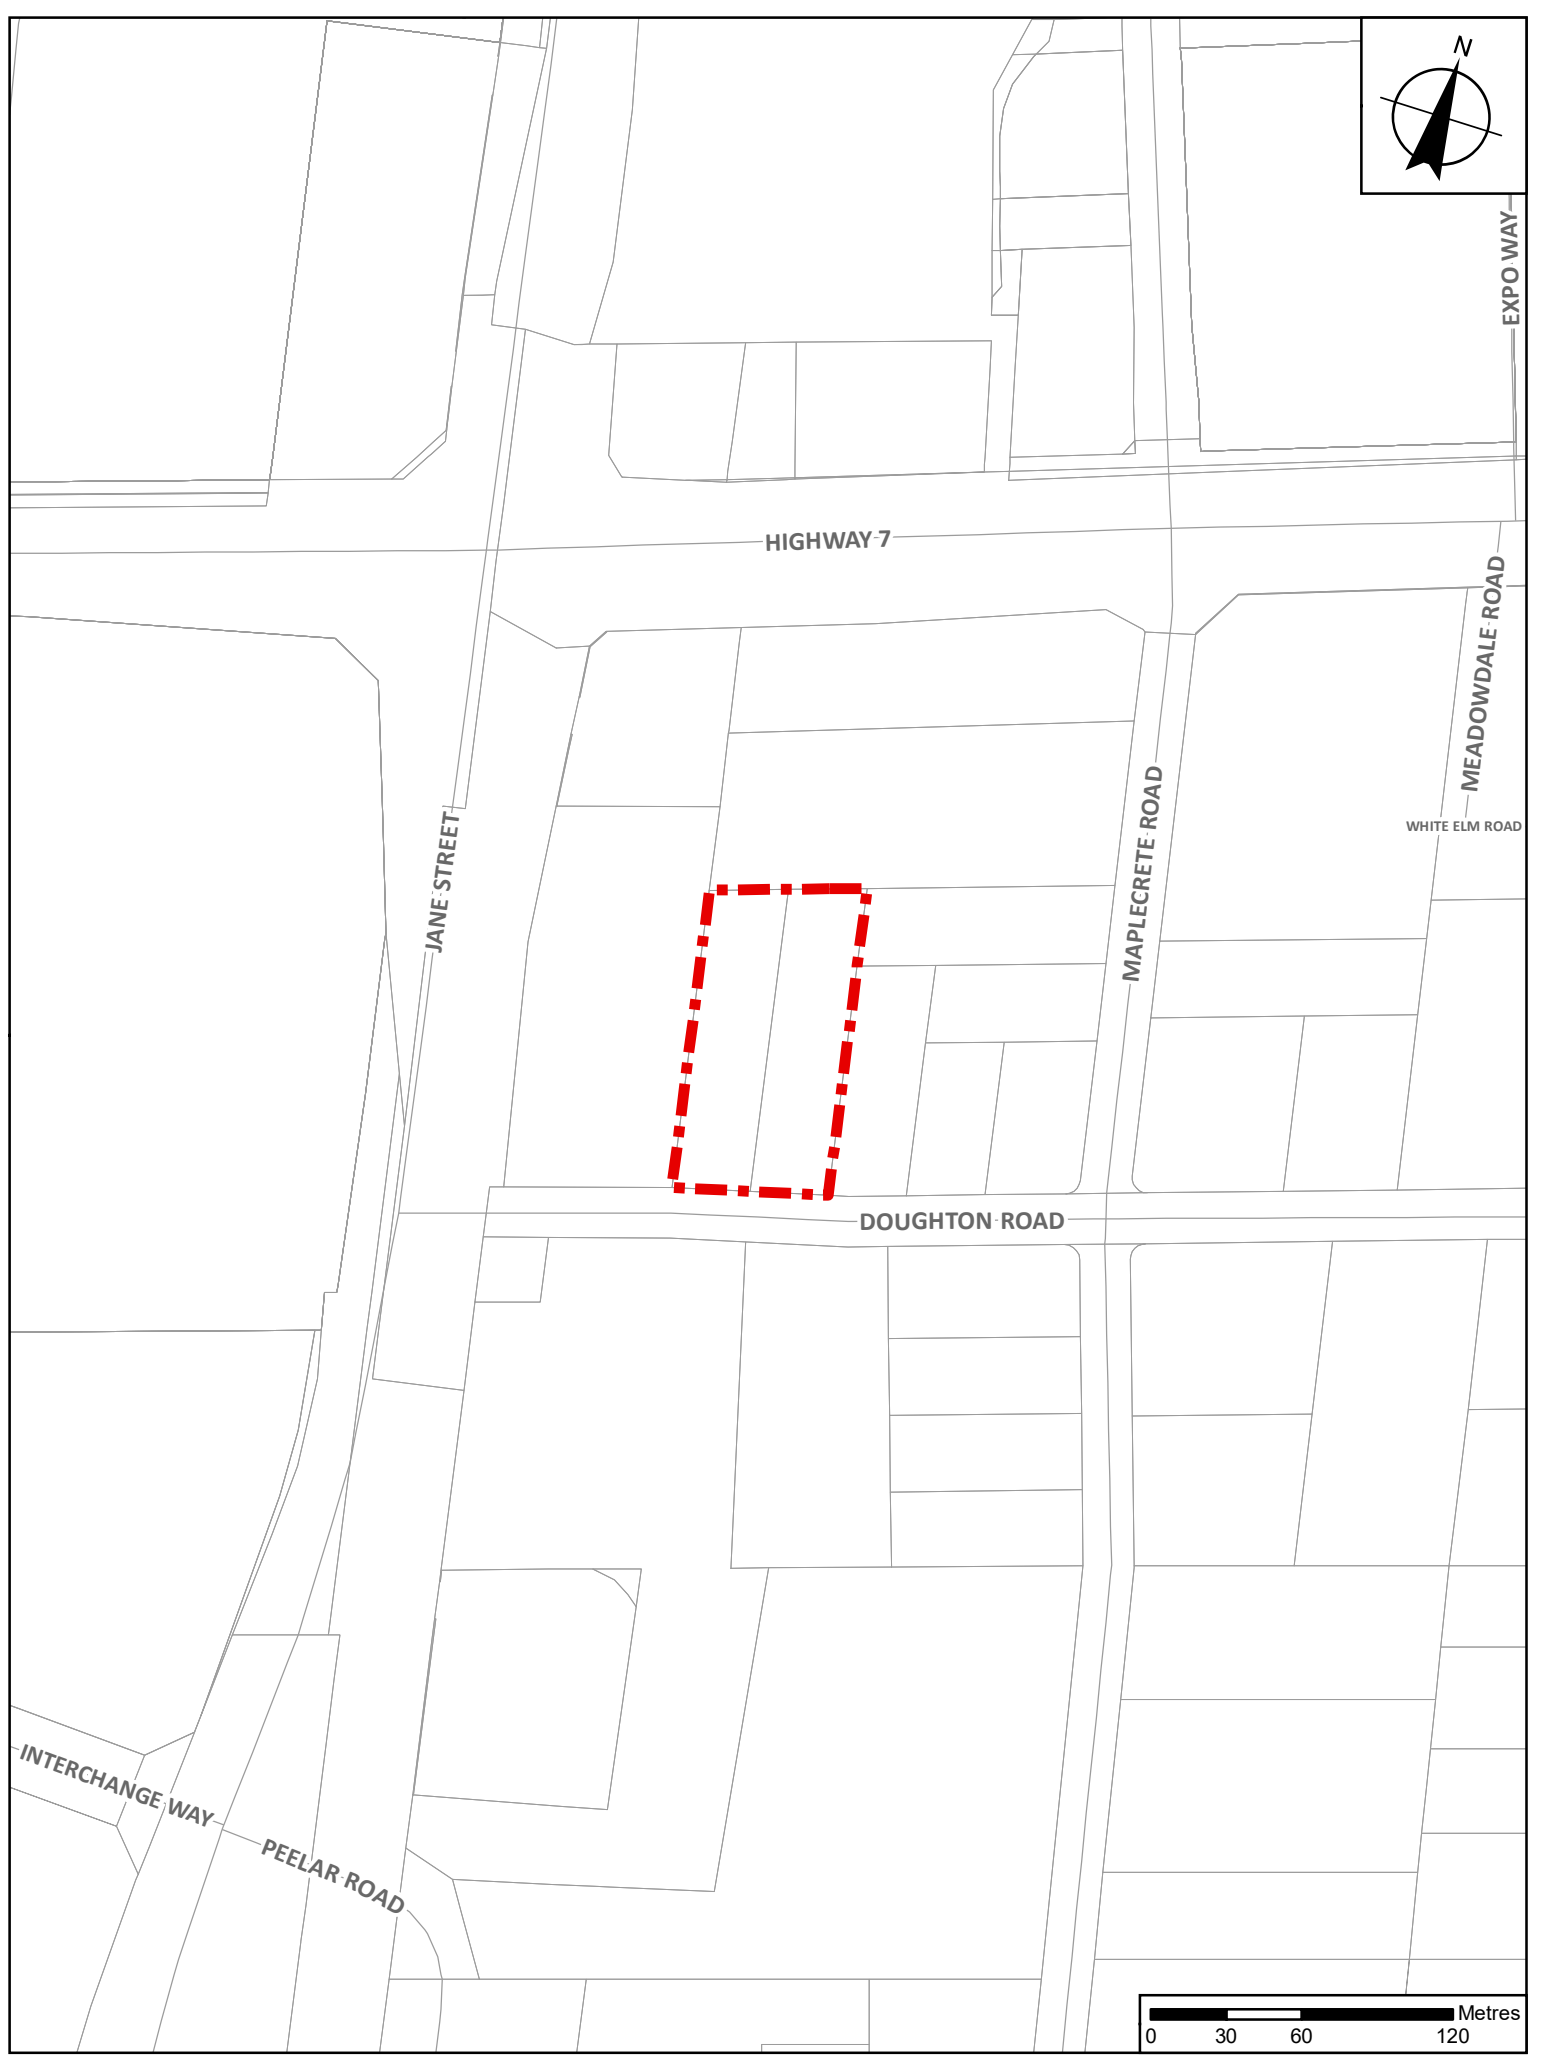 N
EXPO WAY
HIGHWAY 7
MEADOWDALE ROAD
WHITE ELM ROAD
MAPLECRETE ROAD
JANE STREET
DOUGHTON ROAD
INTERCHANGE WAY
PEELAR ROAD
Metres
0 30 60 120